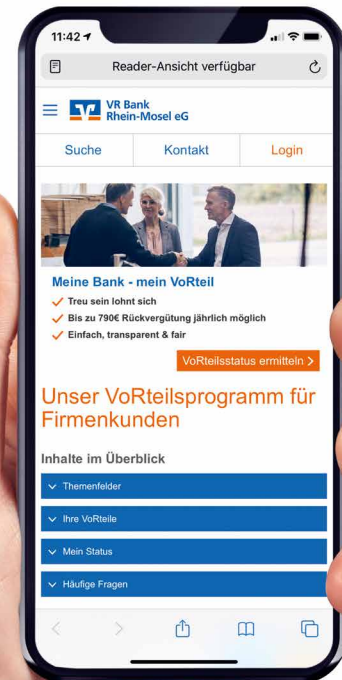 11:42
Reader-Ansicht verfügbar
VR Bank
Rhein-Mosel eG
Suche Kontakt Login
Meine Bank - mein VoRteil
Treu sein lohnt sich
Bis zu 790€ Rückvergütung jährlich möglich
Einfach, transparent & fair
VoRteilsstatus ermitteln >
Unser VoRteilsprogramm für
Firmenkunden
Inhalte im Überblick
Themenfelder
Ihre VoRteile
Mein Status
Häufige Fragen